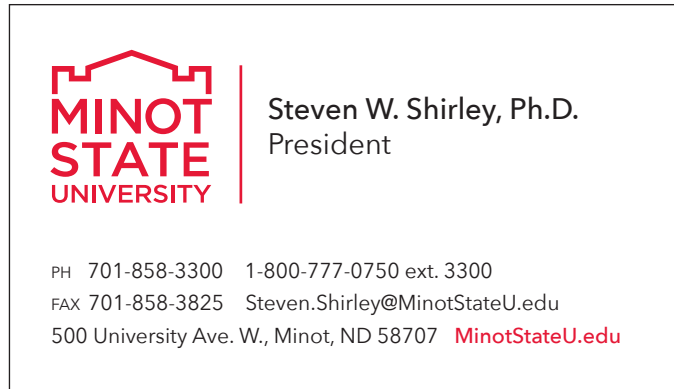 MINOT
STATE
UNIVERSITY
Steven W. Shirley, Ph.D.
President
PH 701-858-3300 1-800-777-0750 ext. 3300
FAX 701-858-3825 Steven.Shirley@MinotStateU.edu
500 University Ave. W., Minot, ND 58707 MinotStateU.edu